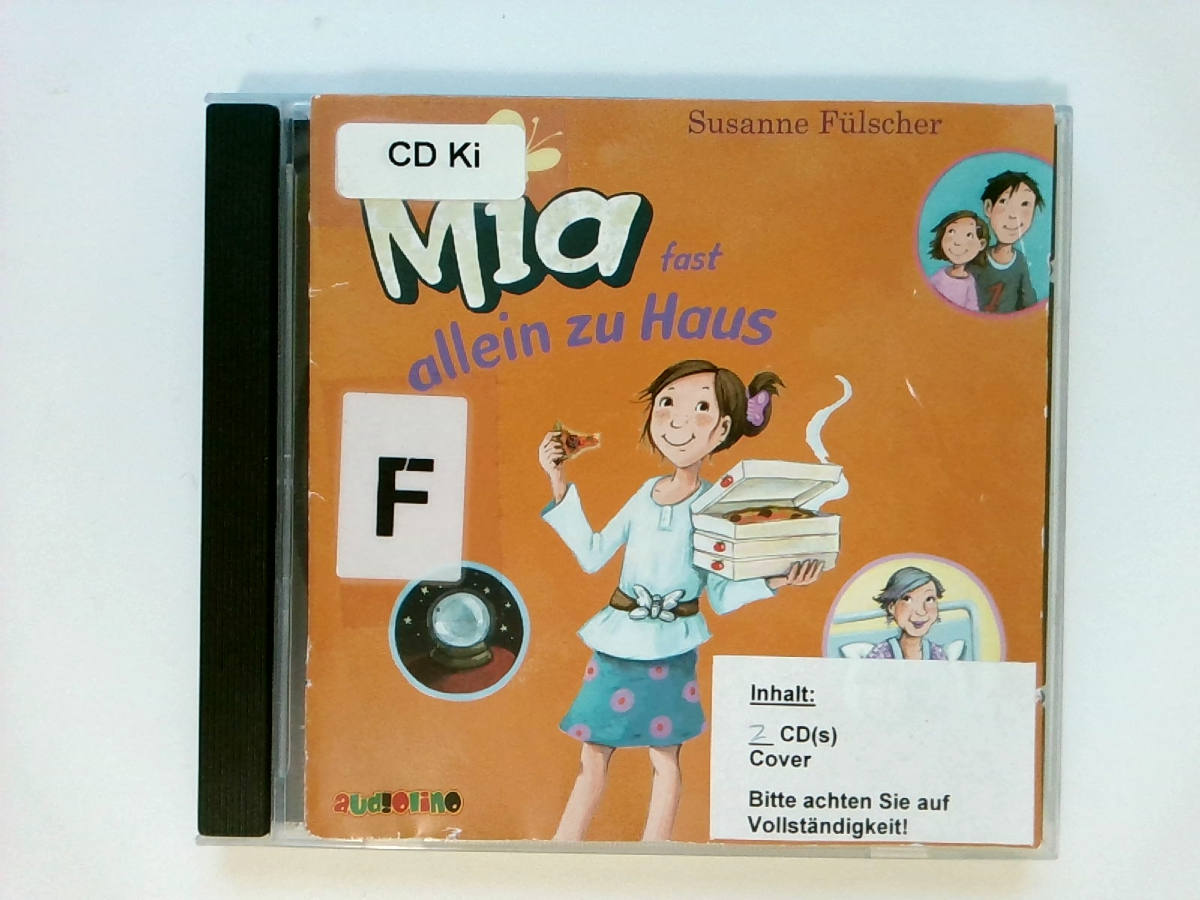 Susanne Fülscher
CD Ki
Mia
fast
allein zu Haus
F
audiolino
Inhalt:
2 CD(s)
Cover
Bitte achten Sie auf
Vollständigkeit!